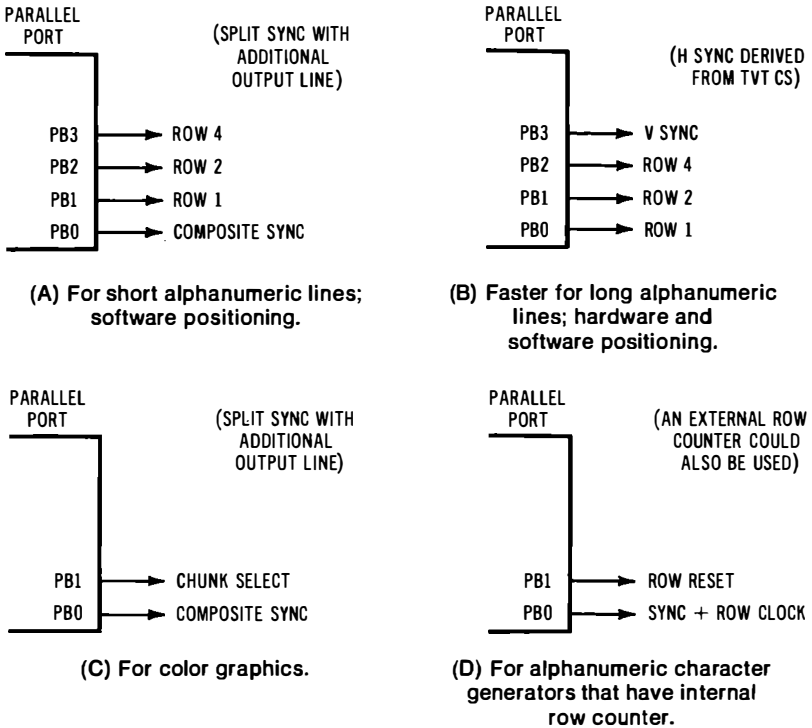 PARALLEL
PORT
(SPLIT SYNC WITH
ADDITIONAL
OUTPUT LINE)
PB3 ROW 4
PB2 ROW 2
PB1 ROW 1
PB0 COMPOSITE SYNC
(A) For short alphanumeric lines;
software positioning.
PARALLEL
PORT
(H SYNC DERIVED
FROM TVT CS)
PB3 V SYNC
PB2 ROW 4
PB1 ROW 2
PB0 ROW 1
(B) Faster for long alphanumeric
lines; hardware and
software positioning.
PARALLEL
PORT
(SPLIT SYNC WITH
ADDITIONAL
OUTPUT LINE)
PB1 CHUNK SELECT
PB0 COMPOSITE SYNC
(C) For color graphics.
PARALLEL
PORT
(AN EXTERNAL ROW
COUNTER COULD
ALSO BE USED)
PB1 ROW RESET
PB0 SYNC + ROW CLOCK
(D) For alphanumeric character
generators that have internal
row counter.